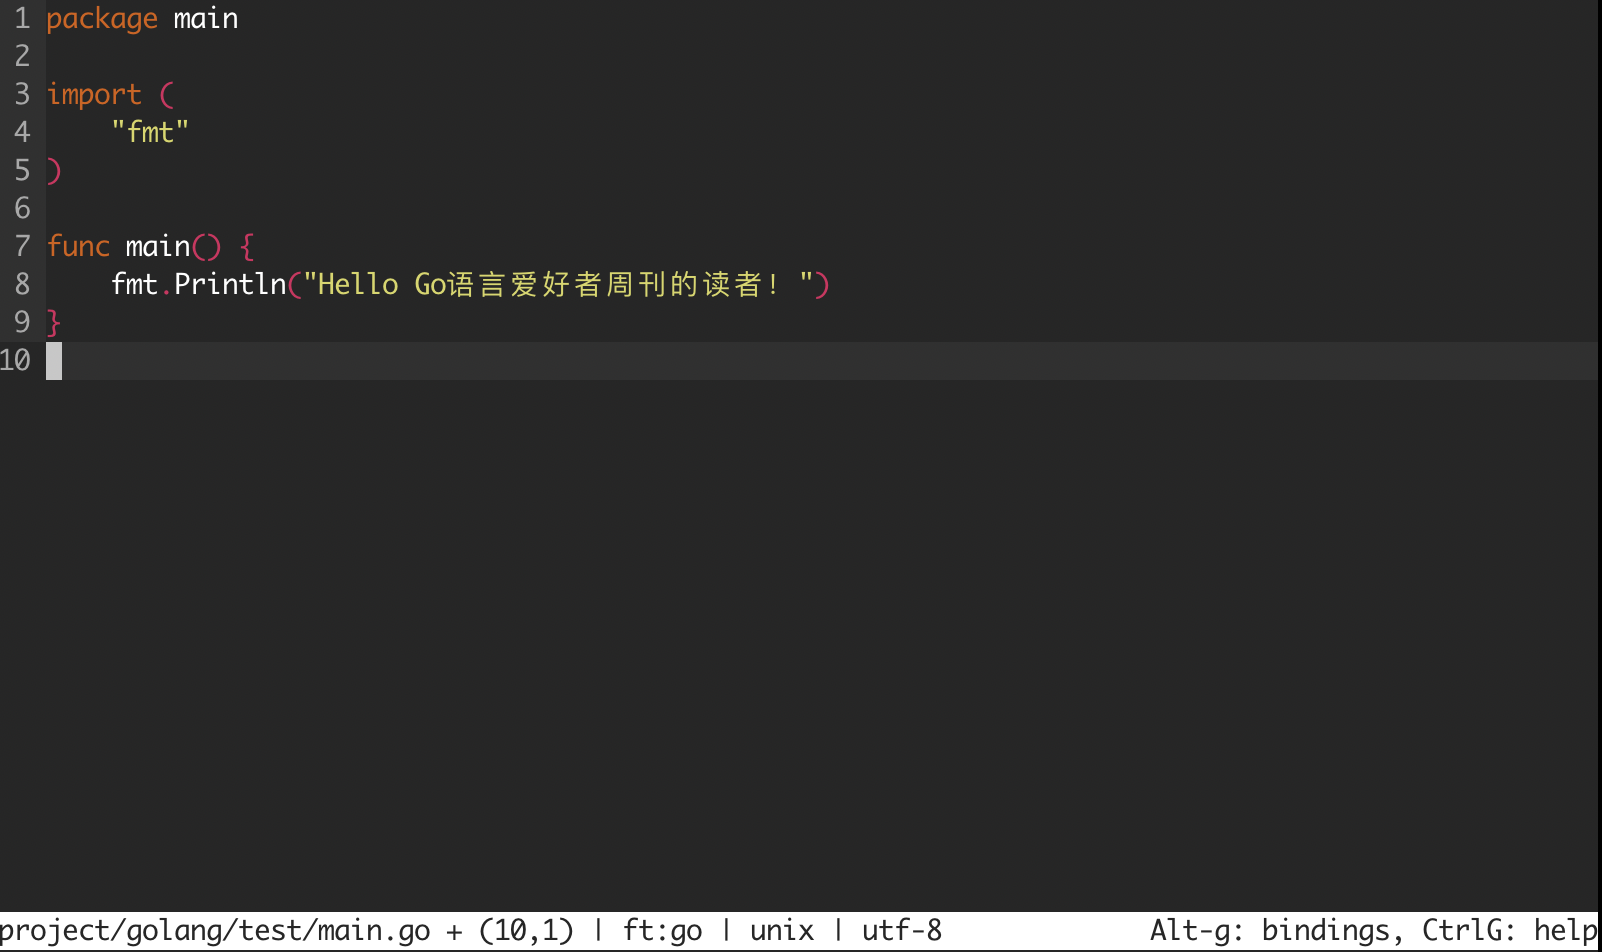 1 package main
2
3 import (
4     "fmt"
5 )
6
7 func main() {
8     fmt.Println("Hello Go语言爱好者周刊的读者！")
9 }
10
project/golang/test/main.go + (10,1) | ft:go | unix | utf-8 Alt-g: bindings, CtrlG: help